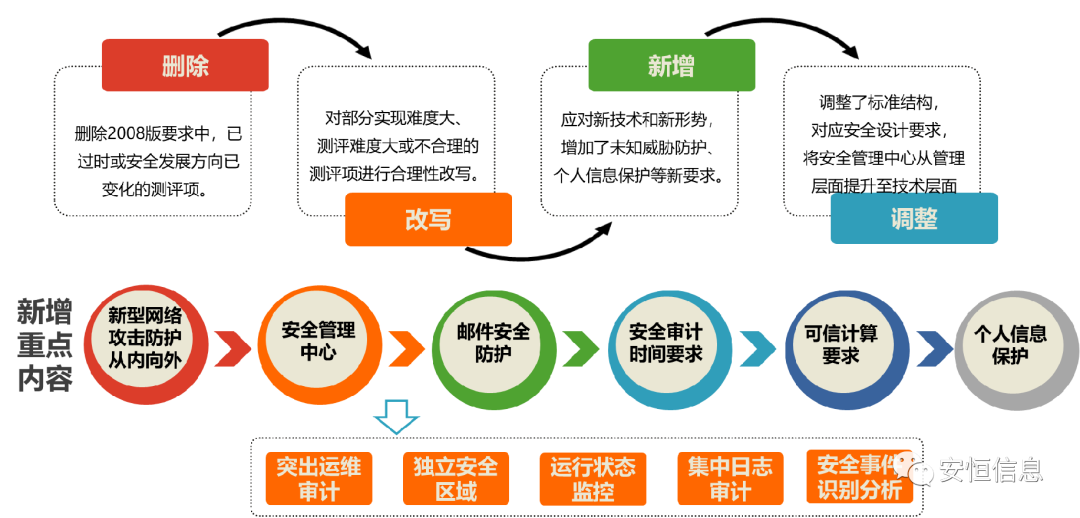 删除
删除2008版要求中，已
过时或安全发展方向已
变化的测评项。
对部分实现难度大、
测评难度大或不合理的
测评项进行合理性改写。
改写
新增
应对新技术和新形势，
增加了未知威胁防护、
个人信息保护等新要求。
调整了标准结构，
对应安全设计要求，
将安全管理中心从管理
层面提升至技术层面
调整
新增
重点
内容
新型网络
攻击防护
从内向外
安全管理
中心
邮件安全
防护
安全审计
时间要求
可信计算
要求
个人信息
保护
突出运维
审计
独立安全
区域
运行状态
监控
集中日志
审计
安全事件
识别分析
安恒信息